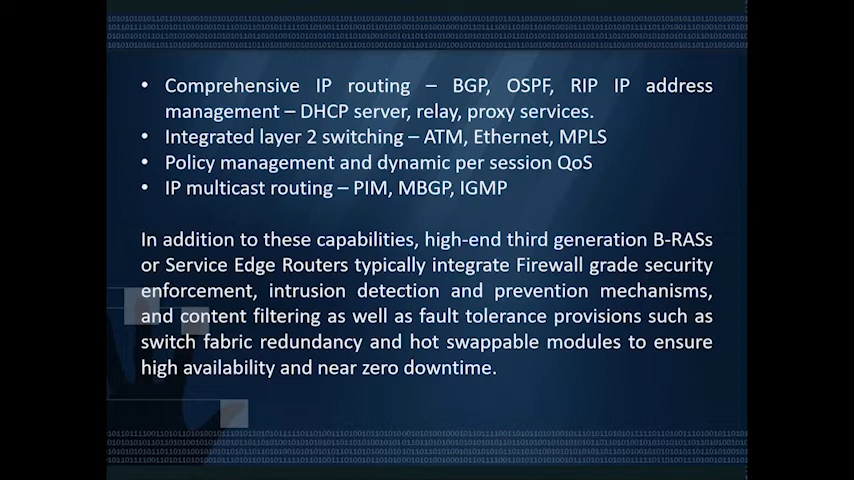 • Comprehensive IP routing – BGP, OSPF, RIP IP address
management – DHCP server, relay, proxy services.
• Integrated layer 2 switching – ATM, Ethernet, MPLS
• Policy management and dynamic per session QoS
• IP multicast routing – PIM, MBGP, IGMP
In addition to these capabilities, high-end third generation B-RASs
or Service Edge Routers typically integrate Firewall grade security
enforcement, intrusion detection and prevention mechanisms,
and content filtering as well as fault tolerance provisions such as
switch fabric redundancy and hot swappable modules to ensure
high availability and near zero downtime.